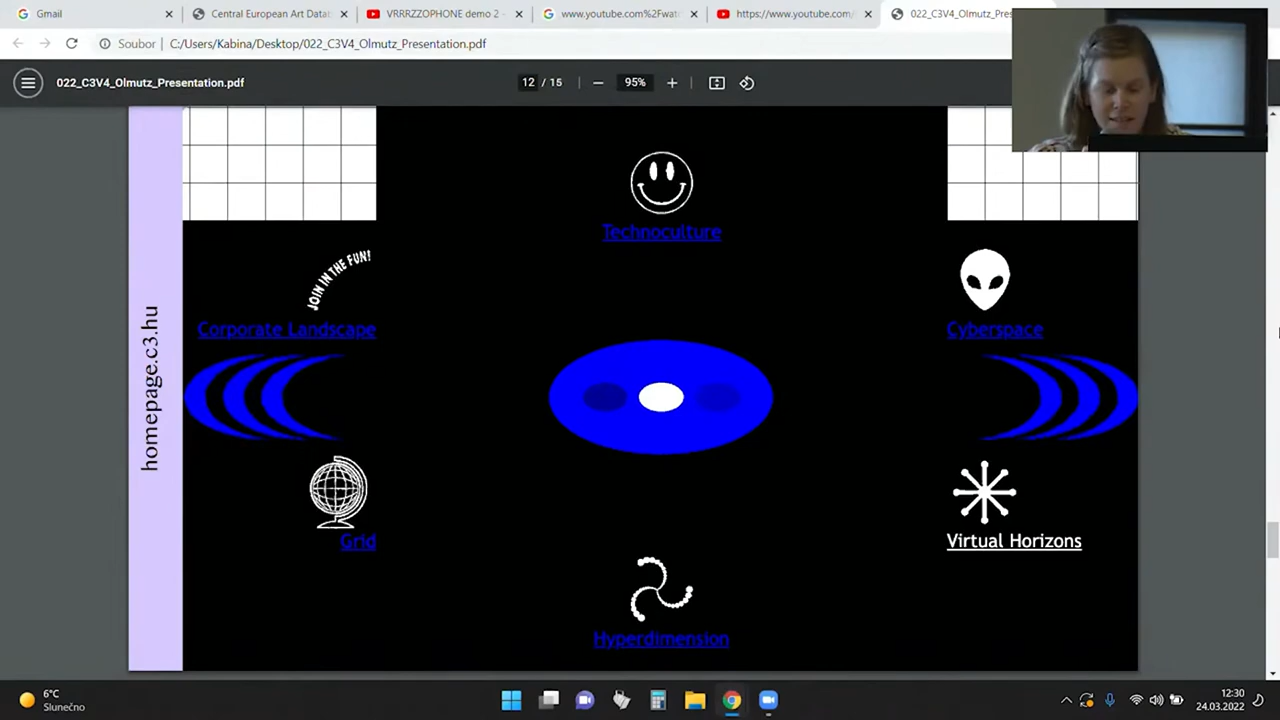 Gmail
Central European Art Datab
VRRRZZOPHONE demo 2 -
www.youtube.com%2Fwat
https://www.youtube.com/
022_C3V4_Olmutz_Pres
Soubor
C:/Users/Kabina/Desktop/022_C3V4_Olmutz_Presentation.pdf
022_C3V4_Olmutz_Presentation.pdf
12 / 15
95%
homepage.c3.hu
Technoculture
JOIN IN THE FUN!
Corporate Landscape
Cyberspace
Grid
Virtual Horizons
Hyperdimension
6°C
Slunečno
12:30
24.03.2022